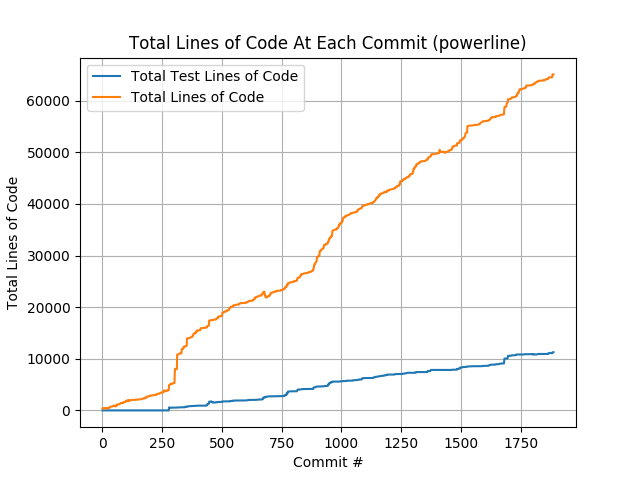 Total Lines of Code At Each Commit (powerline)
Total Test Lines of Code
Total Lines of Code
60000
50000
40000
30000
20000
10000
0
Total Lines of Code
0 250 500 750 1000 1250 1500 1750
Commit #